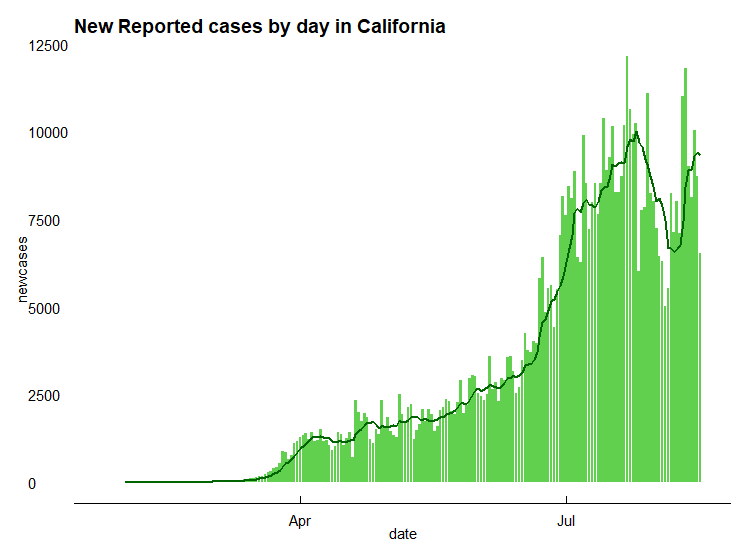 New Reported cases by day in California
12500
10000
7500
newcases
5000
2500
0
Apr
Jul
date